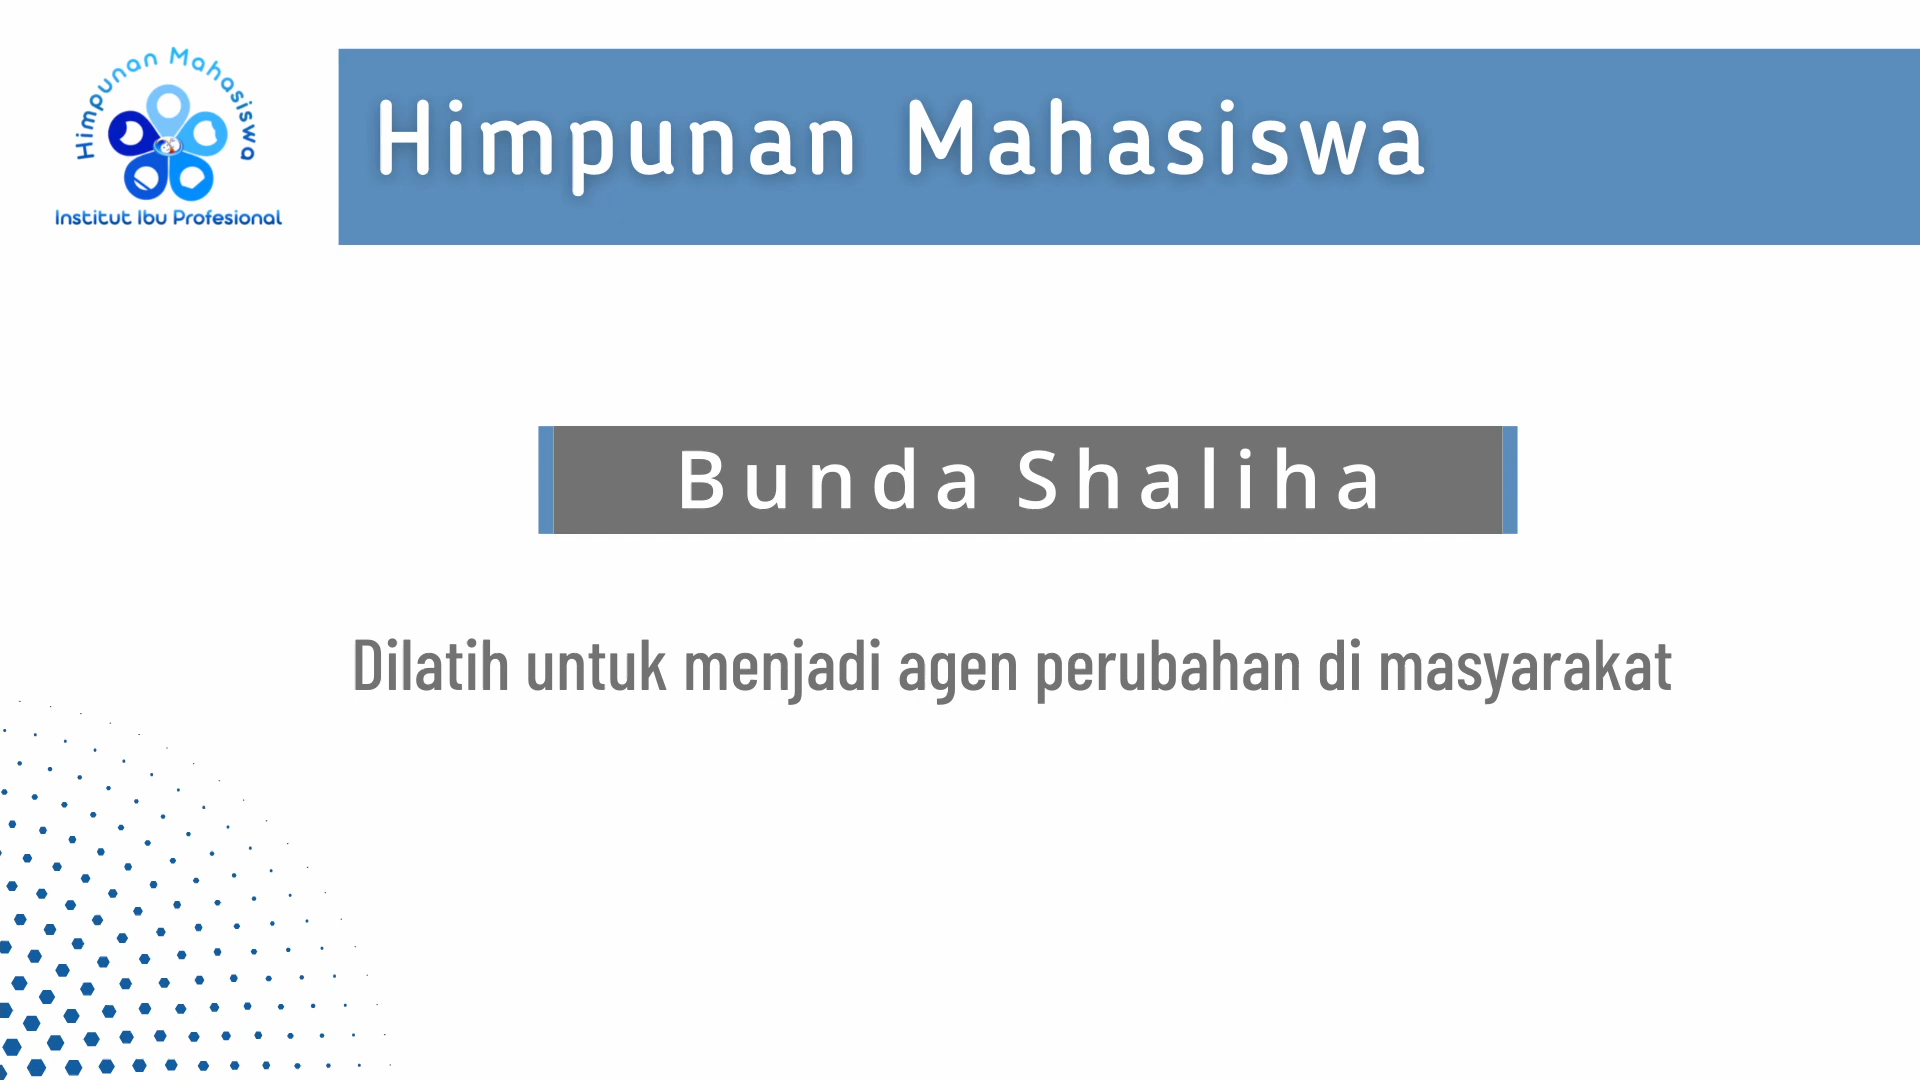 Himpunan Mahasiswa
Institut Ibu Profesional
Himpunan Mahasiswa
Bunda Shaliha
Dilatih untuk menjadi agen perubahan di masyarakat